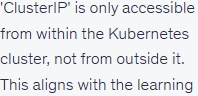 'ClusterIP' is only accessible
from within the Kubernetes
cluster, not from outside it.
This aligns with the learning